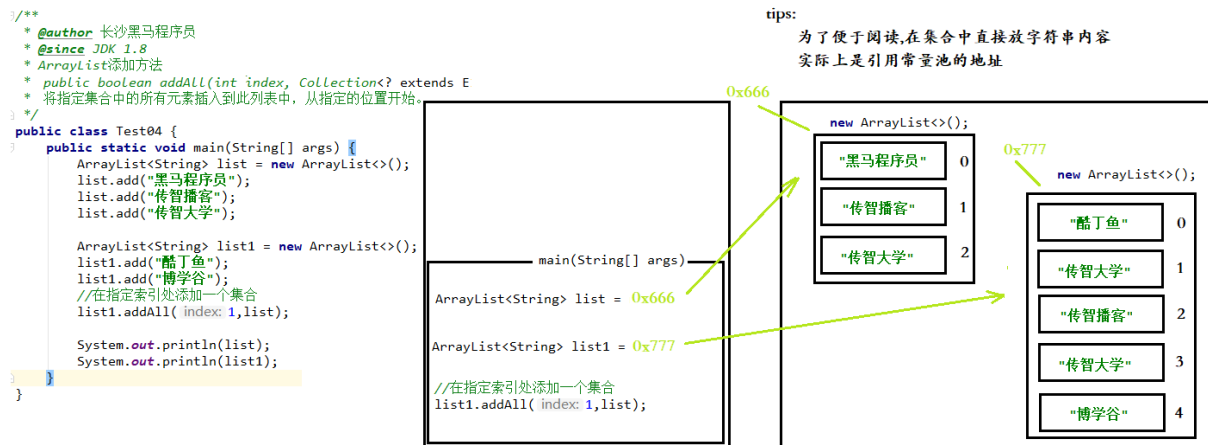 /**
* @author 长沙黑马程序员
* @since JDK 1.8
* ArrayList添加方法
* public boolean addAll(int index, Collection<? extends E
* 将指定集合中的所有元素插入到此列表中，从指定的位置开始。
*/
public class Test04 {
public static void main(String[] args) {
ArrayList<String> list = new ArrayList<>();
list.add("黑马程序员");
list.add("传智播客");
list.add("传智大学");
ArrayList<String> list1 = new ArrayList<>();
list1.add("酷丁鱼");
list1.add("博学谷");
//在指定索引处添加一个集合
list1.addAll( index: 1,list);
System.out.println(list);
System.out.println(list1);
}
}
main(String[] args)
ArrayList<String> list = 0x666
ArrayList<String> list1 = 0x777
//在指定索引处添加一个集合
list1.addAll( index: 1,list);
tips:
为了便于阅读,在集合中直接放字符串内容
实际上是引用常量池的地址
0x666
new ArrayList<>();
"黑马程序员" 0
"传智播客" 1
"传智大学" 2
0x777
new ArrayList<>();
"酷丁鱼" 0
"传智大学" 1
"传智播客" 2
"传智大学" 3
"博学谷" 4